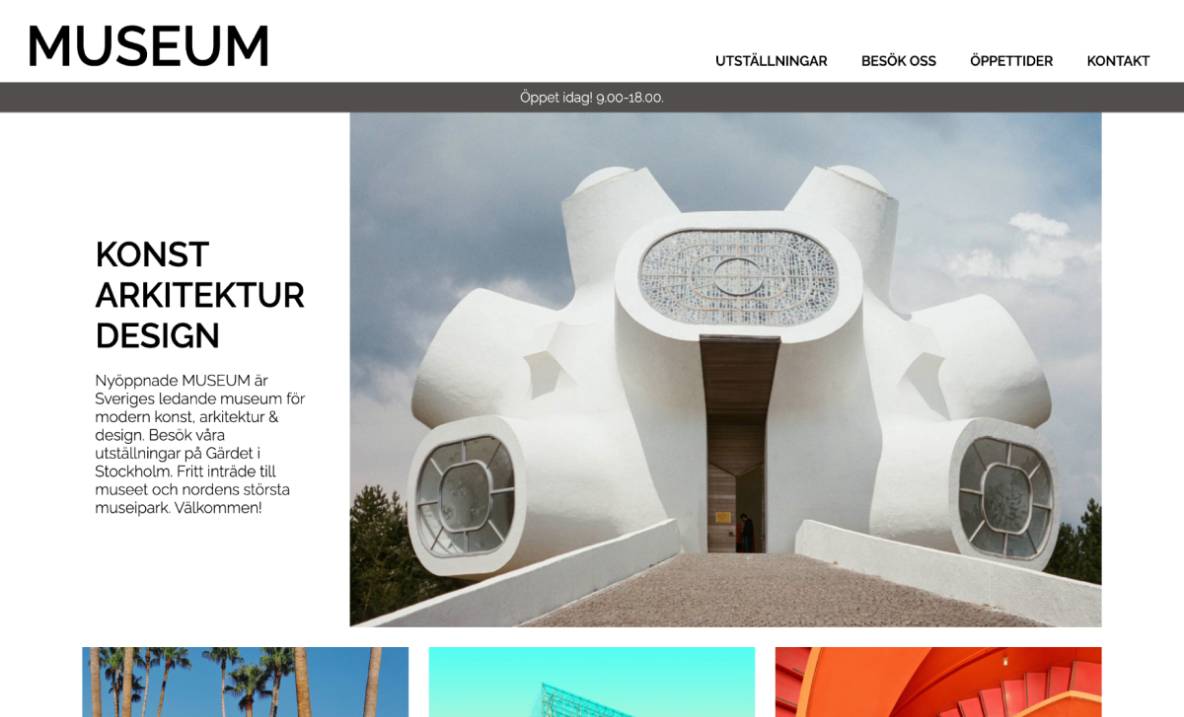 MUSEUM
UTSTÄLLNINGAR BESÖK OSS ÖPPETTIDER KONTAKT
Öppet idag! 9.00-18.00.
KONST
ARKITEKTUR
DESIGN
Nyöppnade MUSEUM är
Sveriges ledande museum för
modern konst, arkitektur &
design. Besök våra
utställningar på Gärdet i
Stockholm. Fritt inträde till
museet och nordens största
museipark. Välkommen!